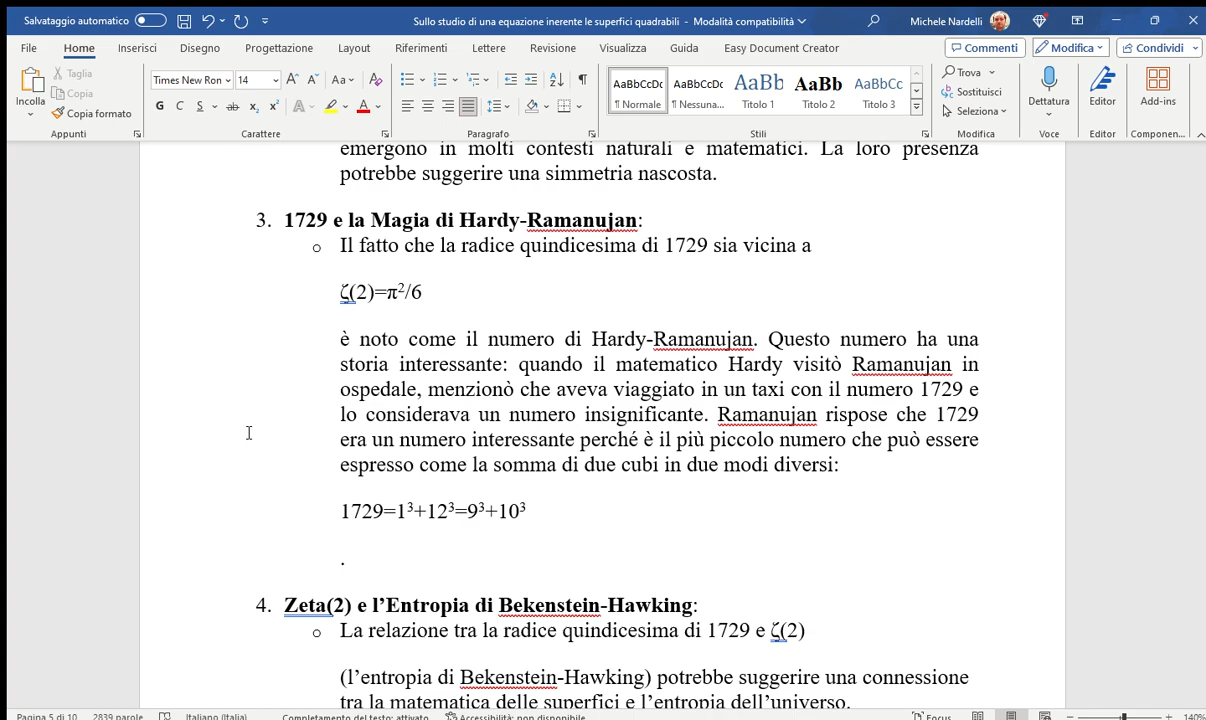 Salvataggio automatico
Sullo studio di una equazione inerente le superfici quadrabili - Modalità compatibilità
Michele Nardelli
File Home Inserisci Disegno Progettazione Layout Riferimenti Lettere Revisione Visualizza Guida Easy Document Creator
Commenti Modifica Condividi
Incolla
Taglia
Copia
Copia formato
Appunti
Times New Ron 14
G C S ab x₂ x²
Carattere
Paragrafo
AaBbCcDc AaBbCcDc AaBb AaBb AaBbCc
¶ Normale ¶ Nessuna... Titolo 1 Titolo 2 Titolo 3
Stili
Trova
Sostituisci
Seleziona
Modifica
Dettatura
Voce
Editor
Editor
Add-ins
Componen...
emergono in molti contesti naturali e matematici. La loro presenza
potrebbe suggerire una simmetria nascosta.
3. 1729 e la Magia di Hardy-Ramanujan:
o Il fatto che la radice quindicesima di 1729 sia vicina a
ζ(2)=π²/6
è noto come il numero di Hardy-Ramanujan. Questo numero ha una
storia interessante: quando il matematico Hardy visitò Ramanujan in
ospedale, menzionò che aveva viaggiato in un taxi con il numero 1729 e
lo considerava un numero insignificante. Ramanujan rispose che 1729
era un numero interessante perché è il più piccolo numero che può essere
espresso come la somma di due cubi in due modi diversi:
1729=1³+12³=9³+10³
.
4. Zeta(2) e l’Entropia di Bekenstein-Hawking:
o La relazione tra la radice quindicesima di 1729 e ζ(2)
(l’entropia di Bekenstein-Hawking) potrebbe suggerire una connessione
tra la matematica delle superfici e l’entropia dell’universo.
Pagina 5 di 10 2839 parole Italiano (Italia) Completamento del testo: attivato Accessibilità: non disponibile Focus 140%